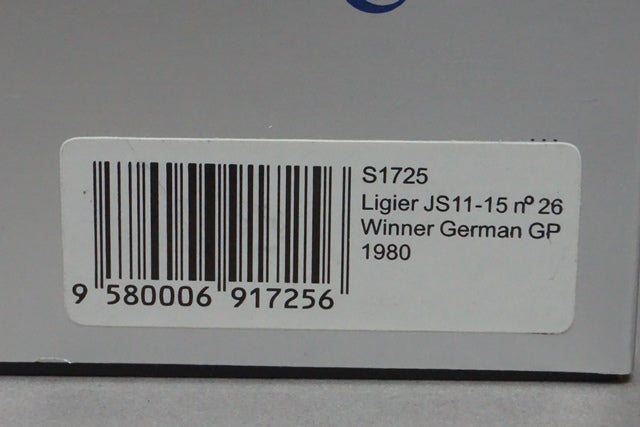 S1725
Ligier JS11-15 nº 26
Winner German GP
1980
9 580006 917256